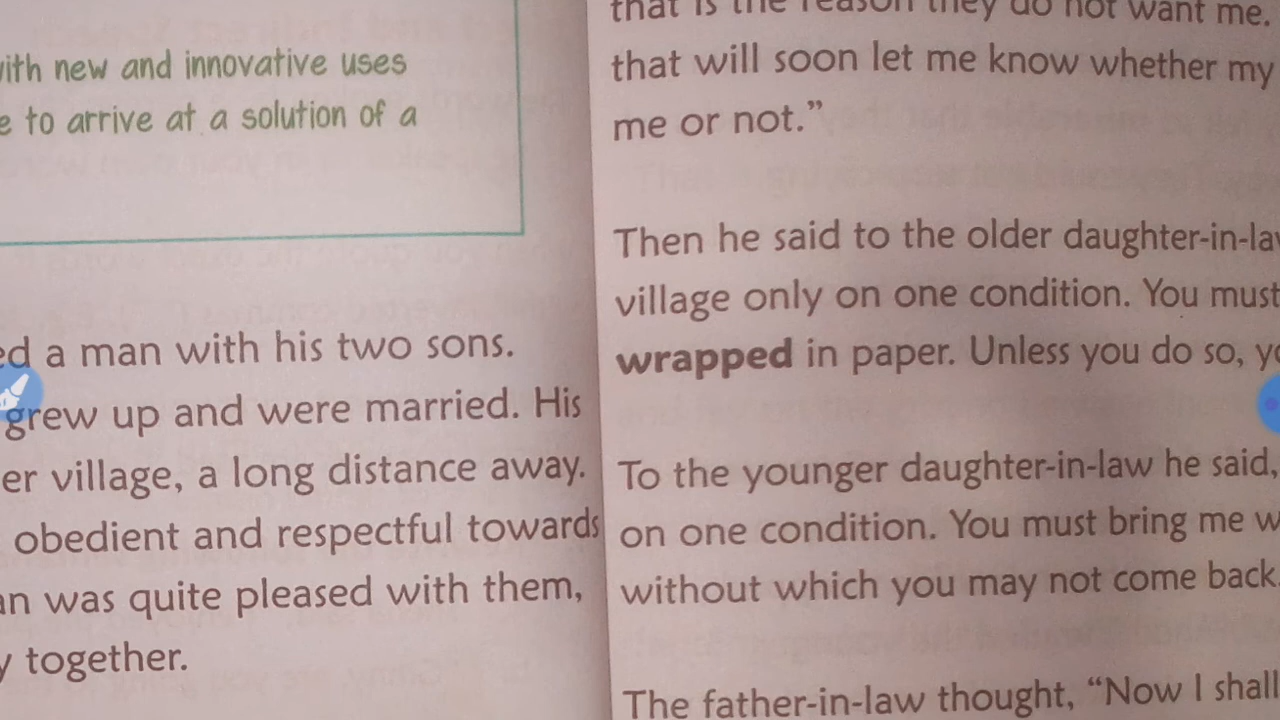 with new and innovative uses
to arrive at a solution of a
a man with his two sons.
grew up and were married. His
village, a long distance away.
obedient and respectful towards
was quite pleased with them,
together.
that is the reason they do not want me.
that will soon let me know whether my
me or not.”
Then he said to the older daughter-in-law
village only on one condition. You must
wrapped in paper. Unless you do so,
To the younger daughter-in-law he said,
on one condition. You must bring me
without which you may not come back.
The father-in-law thought, “Now I shall